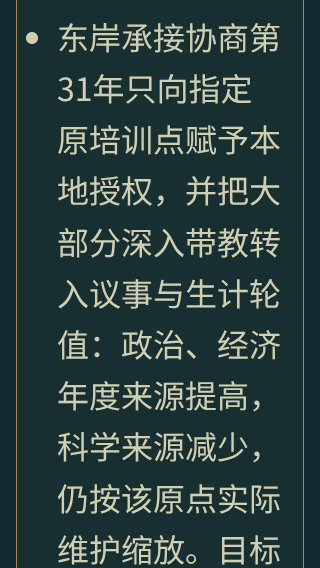 东岸承接协商第
31年只向指定
原培训点赋予本
地授权，并把大
部分深入带教转
入议事与生计轮
值：政治、经济
年度来源提高，
科学来源减少，
仍按该原点实际
维护缩放。目标